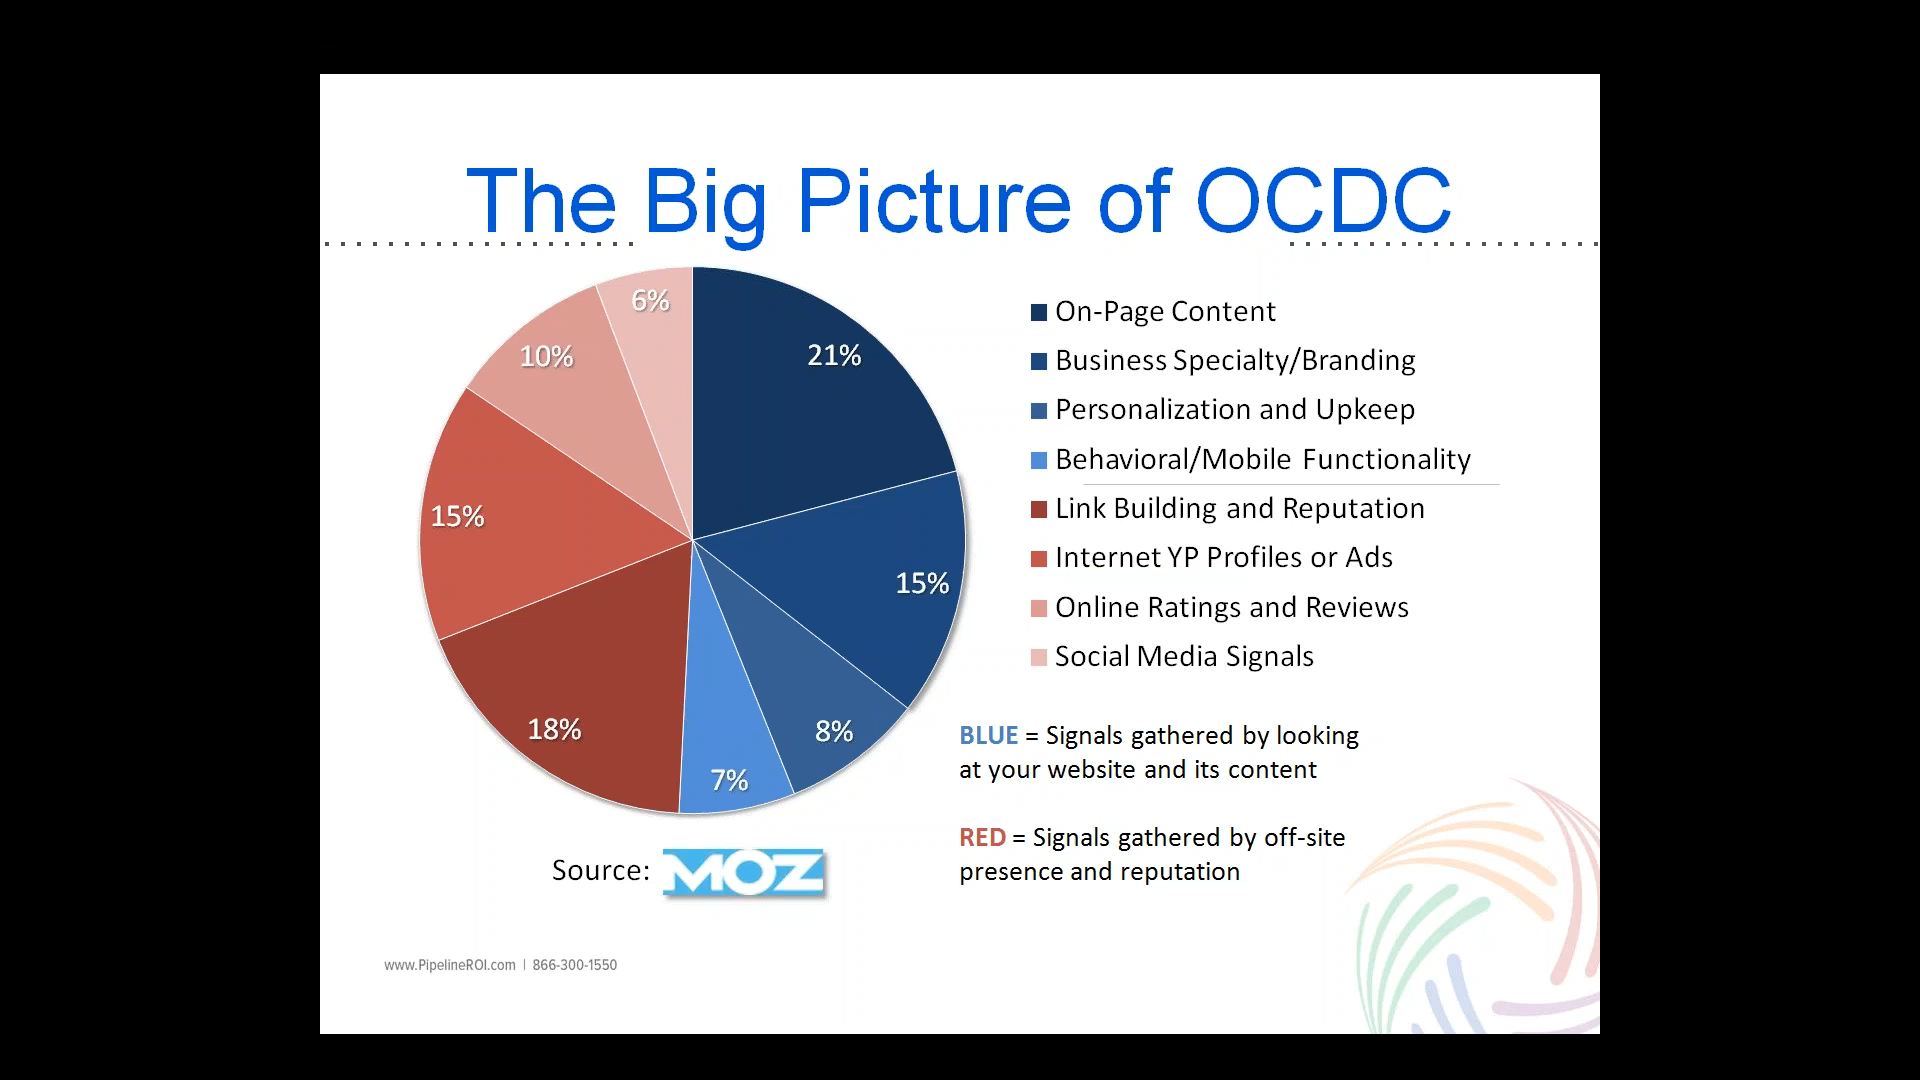 The Big Picture of OCDC
6%
21%
10%
15%
15%
18%
8%
7%
On-Page Content
Business Specialty/Branding
Personalization and Upkeep
Behavioral/Mobile Functionality
Link Building and Reputation
Internet YP Profiles or Ads
Online Ratings and Reviews
Social Media Signals
BLUE = Signals gathered by looking
at your website and its content
RED = Signals gathered by off-site
presence and reputation
Source: MOZ
www.PipelineROI.com | 866-300-1550